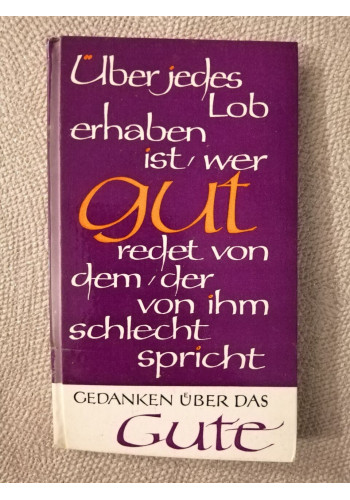 Über jedes
Lob
erhaben
ist, wer
gut
redet von
dem, der
von ihm
schlecht
spricht
GEDANKEN ÜBER DAS
Gute